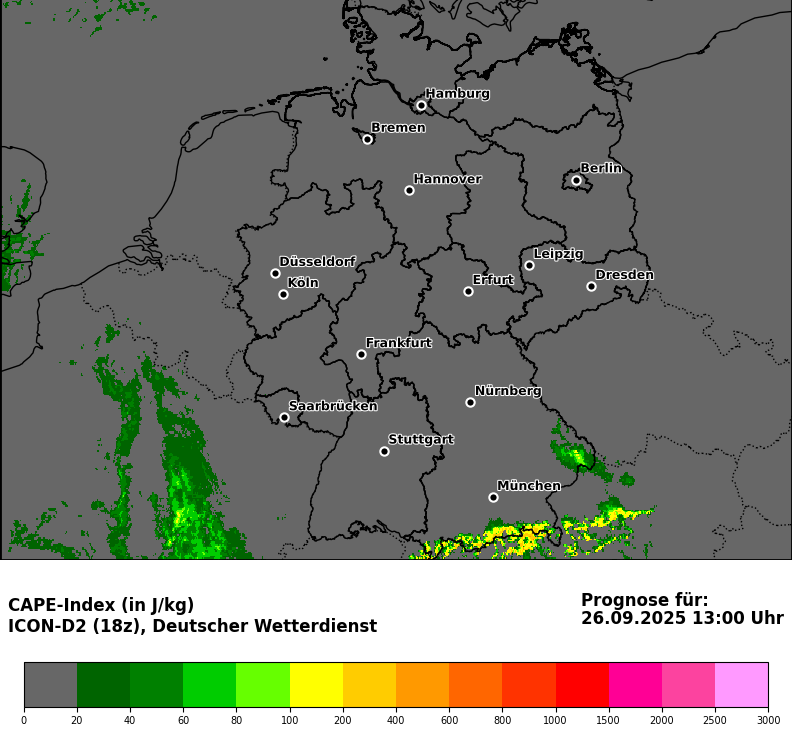 Hamburg
Bremen
Hannover
Berlin
Düsseldorf
Köln
Leipzig
Erfurt
Dresden
Frankfurt
Saarbrücken
Nürnberg
Stuttgart
München
CAPE-Index (in J/kg)
ICON-D2 (18z), Deutscher Wetterdienst
Prognose für:
26.09.2025 13:00 Uhr
0 20 40 60 80 100 200 400 600 800 1000 1500 2000 2500 3000